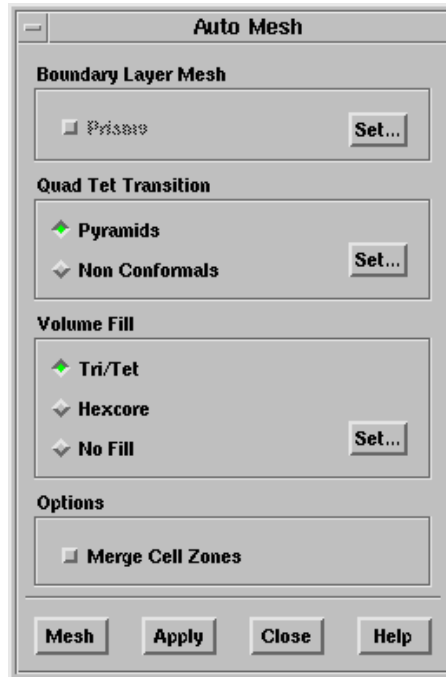 Auto Mesh
Boundary Layer Mesh
Prisms Set...
Quad Tet Transition
Pyramids
Non Conformals
Set...
Volume Fill
Tri/Tet
Hexcore
No Fill
Set...
Options
Merge Cell Zones
Mesh Apply Close Help